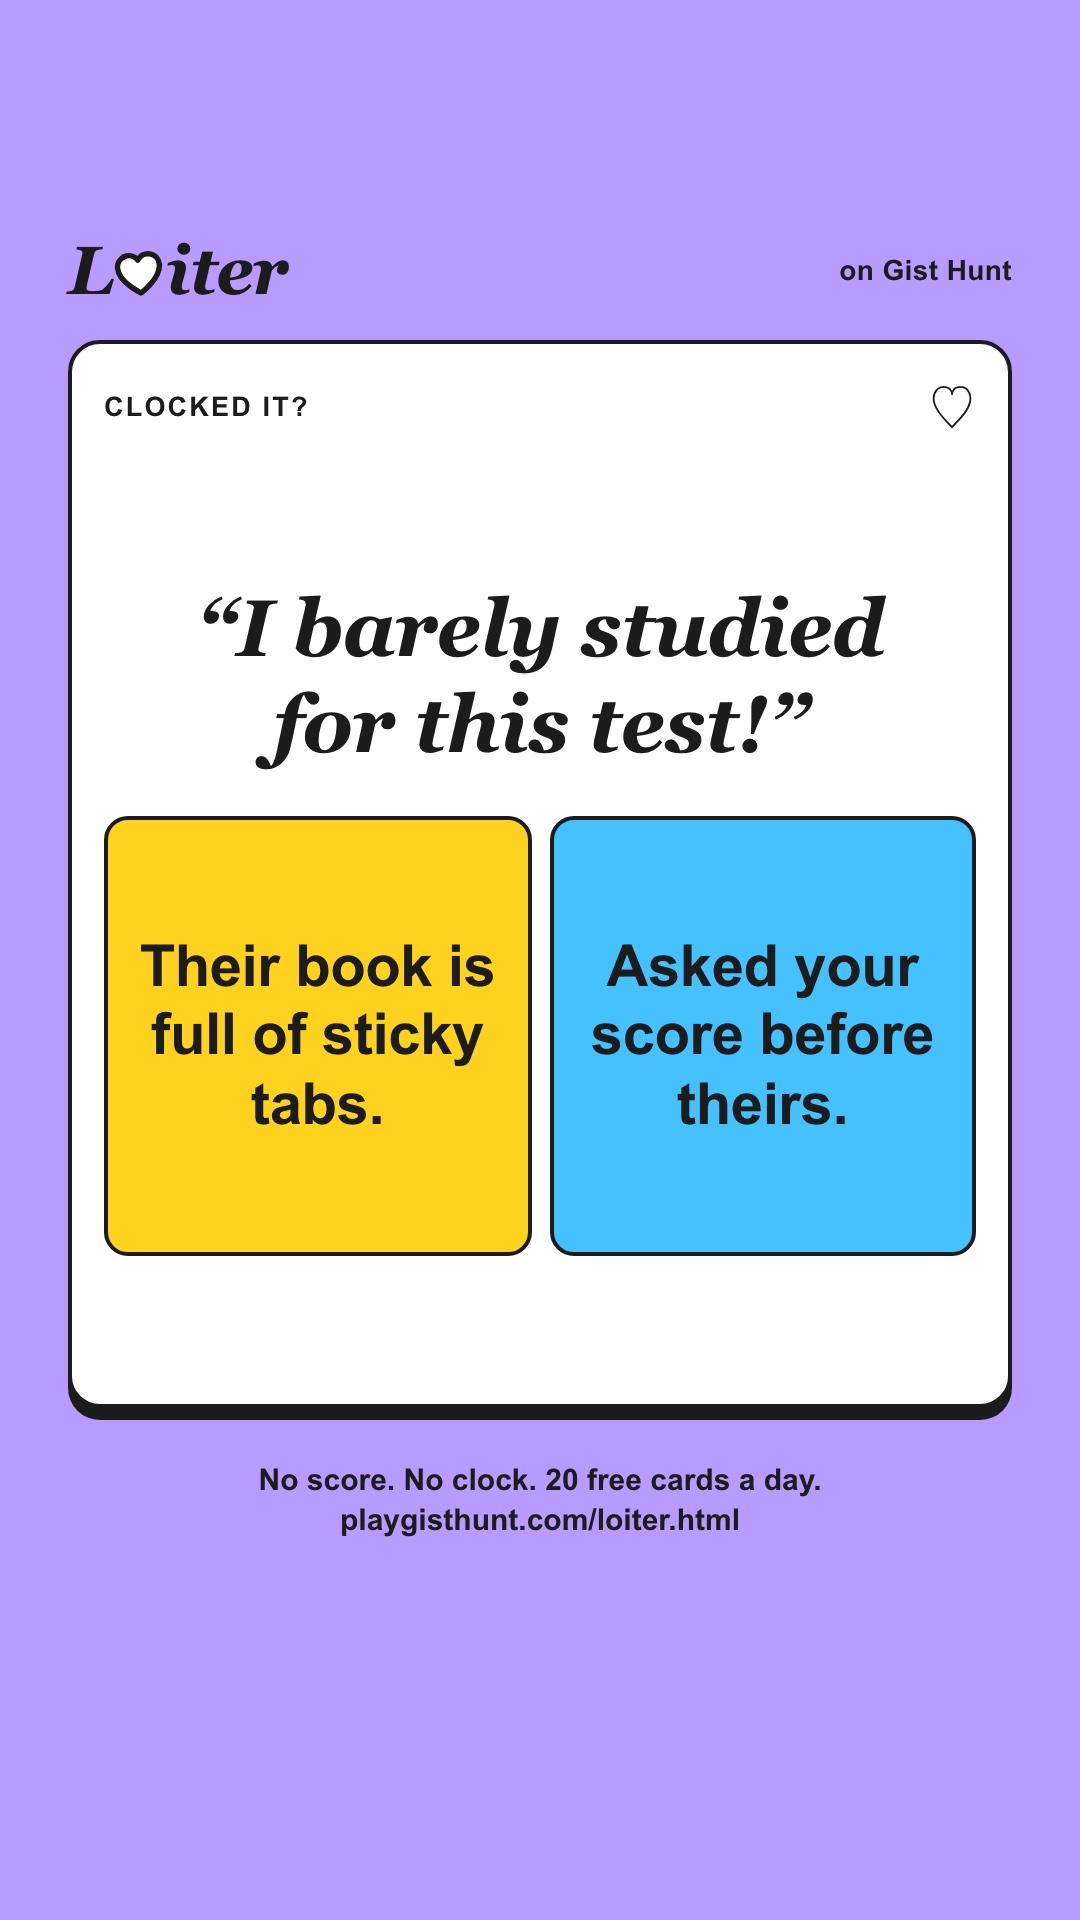 Loiter
on Gist Hunt
CLOCKED IT?
“I barely studied
for this test!”
Their book is
full of sticky
tabs.
Asked your
score before
theirs.
No score. No clock. 20 free cards a day.
playgisthunt.com/loiter.html